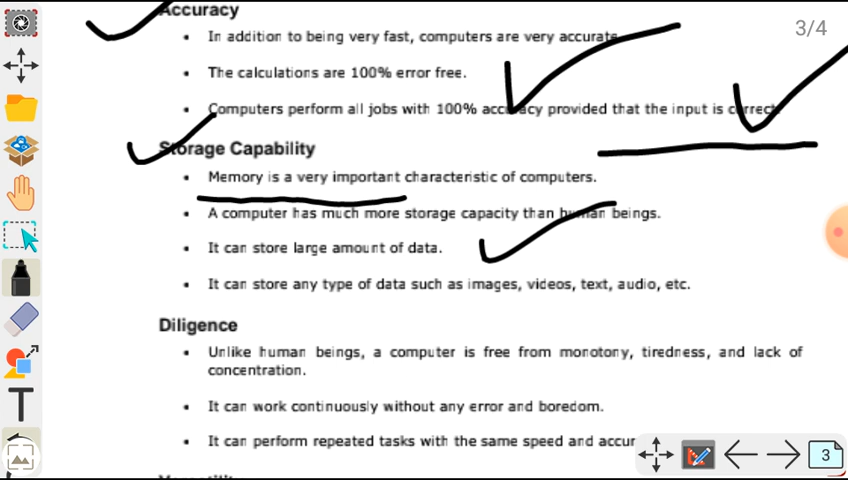 Accuracy
3/4
In addition to being very fast, computers are very accurate
The calculations are 100% error free.
Computers perform all jobs with 100% accuracy provided that the input is correct
Storage Capability
Memory is a very important characteristic of computers.
A computer has much more storage capacity than human beings.
It can store large amount of data.
It can store any type of data such as images, videos, text, audio, etc.
Diligence
Unlike human beings, a computer is free from monotony, tiredness, and lack of
concentration.
It can work continuously without any error and boredom.
It can perform repeated tasks with the same speed and accur
T
3